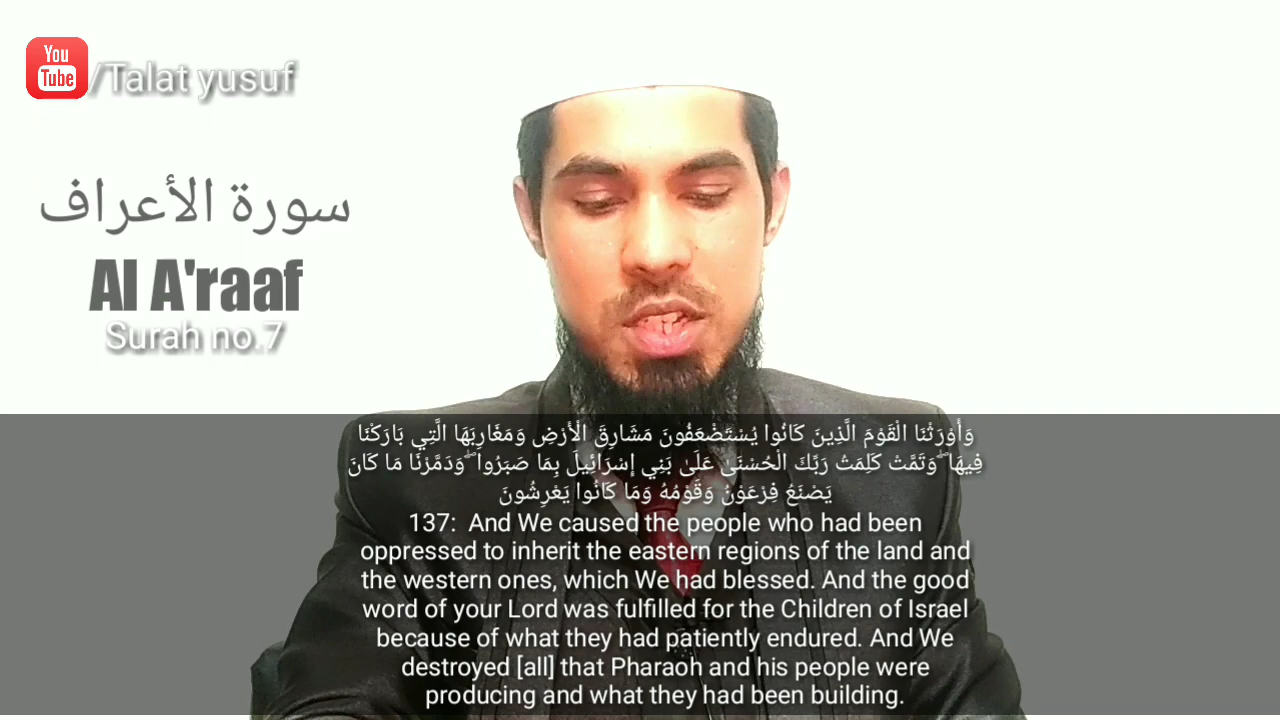 You
Tube
/Talat yusuf
سورة الأعراف
Al A'raaf
Surah no.7
وَأَوْرَثْنَا الْقَوْمَ الَّذِينَ كَانُوا يُسْتَضْعَفُونَ مَشَارِقَ الْأَرْضِ وَمَغَارِبَهَا الَّتِي بَارَكْنَا
فِيهَا ۖ وَتَمَّتْ كَلِمَتُ رَبِّكَ الْحُسْنَىٰ عَلَىٰ بَنِي إِسْرَائِيلَ بِمَا صَبَرُوا ۖ وَدَمَّرْنَا مَا كَانَ
يَصْنَعُ فِرْعَوْنُ وَقَوْمُهُ وَمَا كَانُوا يَعْرِشُونَ
137: And We caused the people who had been
oppressed to inherit the eastern regions of the land and
the western ones, which We had blessed. And the good
word of your Lord was fulfilled for the Children of Israel
because of what they had patiently endured. And We
destroyed [all] that Pharaoh and his people were
producing and what they had been building.